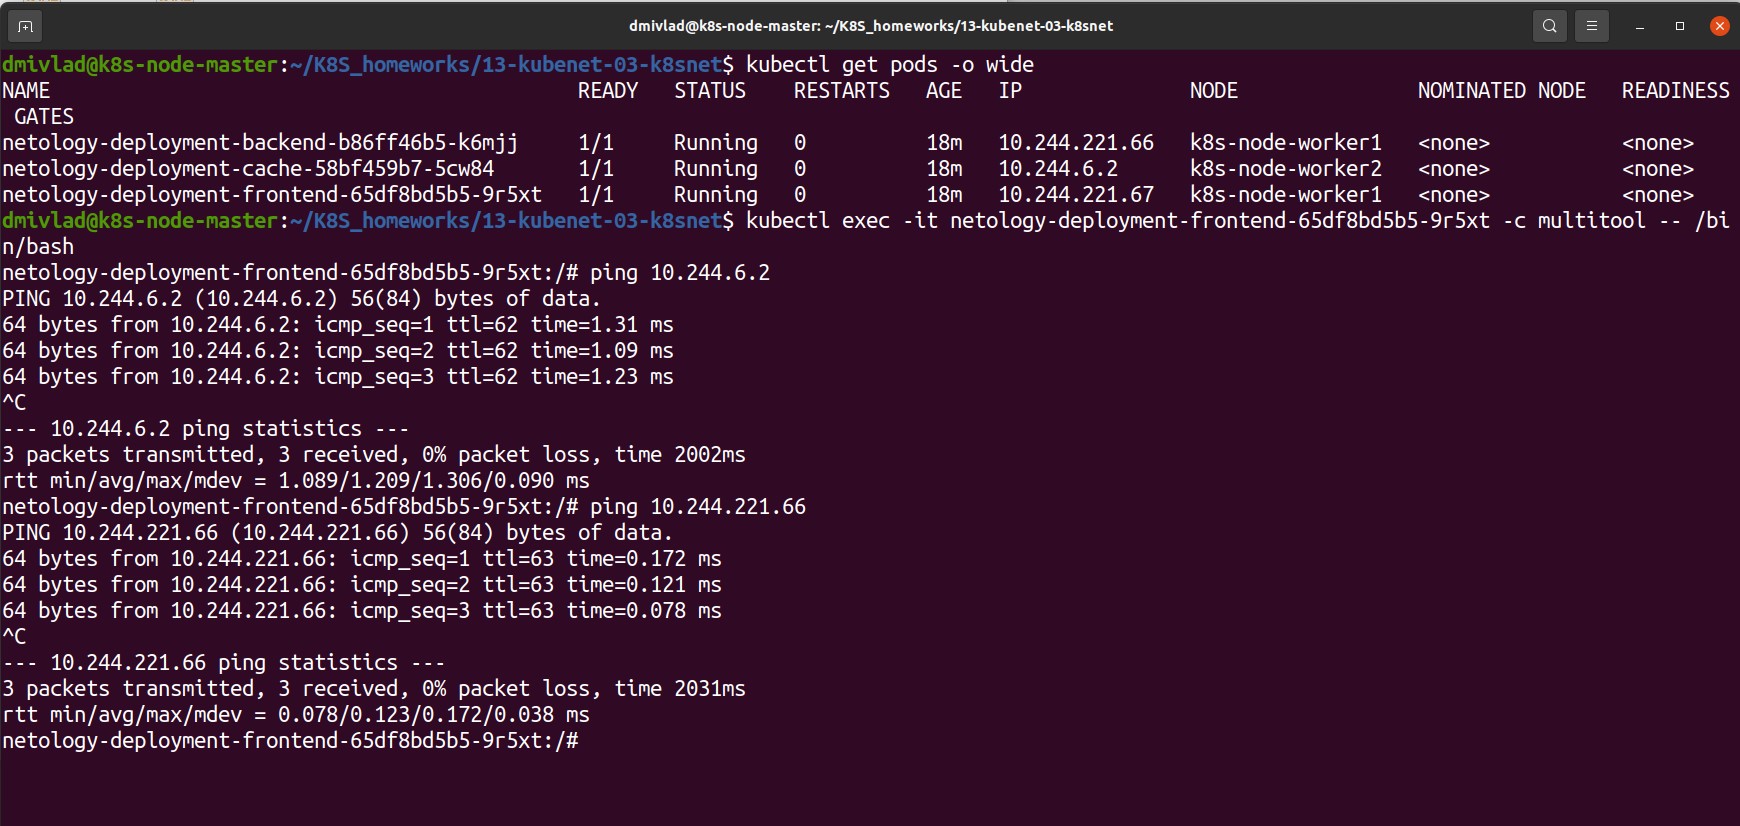 dmivlad@k8s-node-master: ~/K8S_homeworks/13-kubenet-03-k8snet
dmivlad@k8s-node-master:~/K8S_homeworks/13-kubenet-03-k8snet$ kubectl get pods -o wide
NAME READY STATUS RESTARTS AGE IP NODE NOMINATED NODE READINESS
GATES
netology-deployment-backend-b86ff46b5-k6mjj 1/1 Running 0 18m 10.244.221.66 k8s-node-worker1 <none> <none>
netology-deployment-cache-58bf459b7-5cw84 1/1 Running 0 18m 10.244.6.2 k8s-node-worker2 <none> <none>
netology-deployment-frontend-65df8bd5b5-9r5xt 1/1 Running 0 18m 10.244.221.67 k8s-node-worker1 <none> <none>
dmivlad@k8s-node-master:~/K8S_homeworks/13-kubenet-03-k8snet$ kubectl exec -it netology-deployment-frontend-65df8bd5b5-9r5xt -c multitool -- /bi
n/bash
netology-deployment-frontend-65df8bd5b5-9r5xt:/# ping 10.244.6.2
PING 10.244.6.2 (10.244.6.2) 56(84) bytes of data.
64 bytes from 10.244.6.2: icmp_seq=1 ttl=62 time=1.31 ms
64 bytes from 10.244.6.2: icmp_seq=2 ttl=62 time=1.09 ms
64 bytes from 10.244.6.2: icmp_seq=3 ttl=62 time=1.23 ms
^C
--- 10.244.6.2 ping statistics ---
3 packets transmitted, 3 received, 0% packet loss, time 2002ms
rtt min/avg/max/mdev = 1.089/1.209/1.306/0.090 ms
netology-deployment-frontend-65df8bd5b5-9r5xt:/# ping 10.244.221.66
PING 10.244.221.66 (10.244.221.66) 56(84) bytes of data.
64 bytes from 10.244.221.66: icmp_seq=1 ttl=63 time=0.172 ms
64 bytes from 10.244.221.66: icmp_seq=2 ttl=63 time=0.121 ms
64 bytes from 10.244.221.66: icmp_seq=3 ttl=63 time=0.078 ms
^C
--- 10.244.221.66 ping statistics ---
3 packets transmitted, 3 received, 0% packet loss, time 2031ms
rtt min/avg/max/mdev = 0.078/0.123/0.172/0.038 ms
netology-deployment-frontend-65df8bd5b5-9r5xt:/#